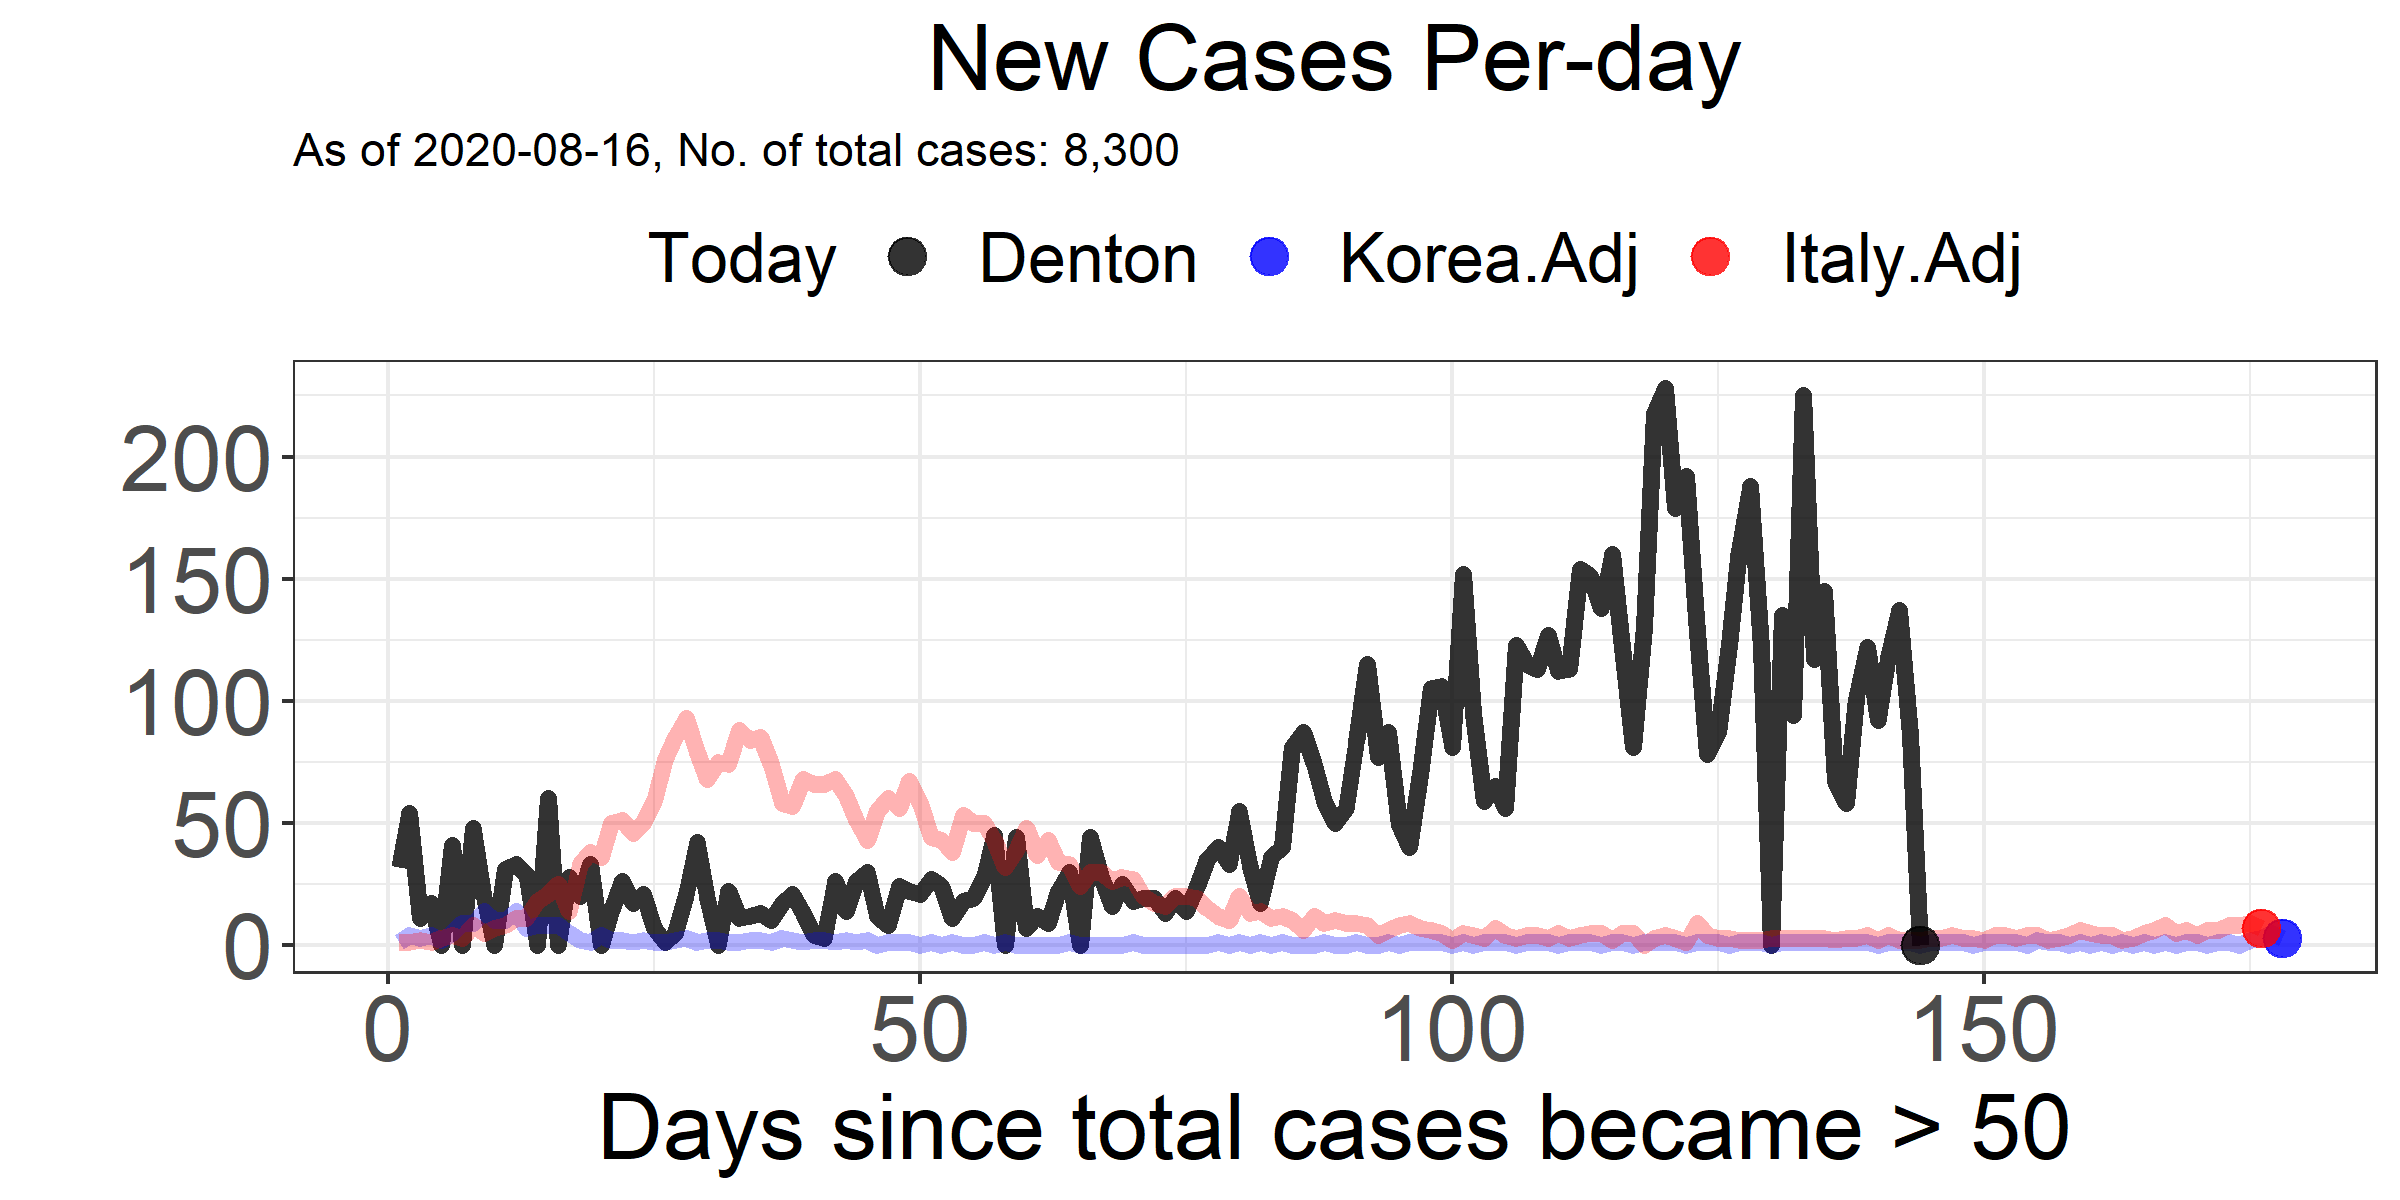 New Cases Per-day
As of 2020-08-16, No. of total cases: 8,300
Today Denton Korea.Adj Italy.Adj
200
150
100
50
0
0 50 100 150
Days since total cases became > 50